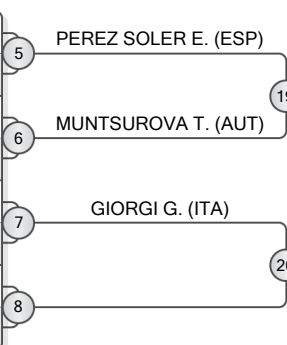 5
PEREZ SOLER E. (ESP)
6
MUNTSUROVA T. (AUT)
7
GIORGI G. (ITA)
8